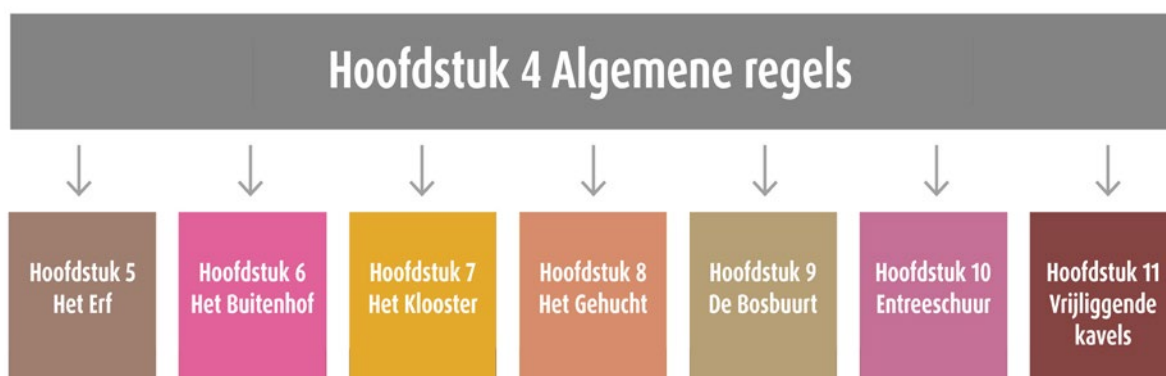 Hoofdstuk 4 Algemene regels
Hoofdstuk 5
Het Erf
Hoofdstuk 6
Het Buitenhof
Hoofdstuk 7
Het Klooster
Hoofdstuk 8
Het Gehucht
Hoofdstuk 9
De Bosbuurt
Hoofdstuk 10
Entreeschuur
Hoofdstuk 11
Vrijliggende
kavels